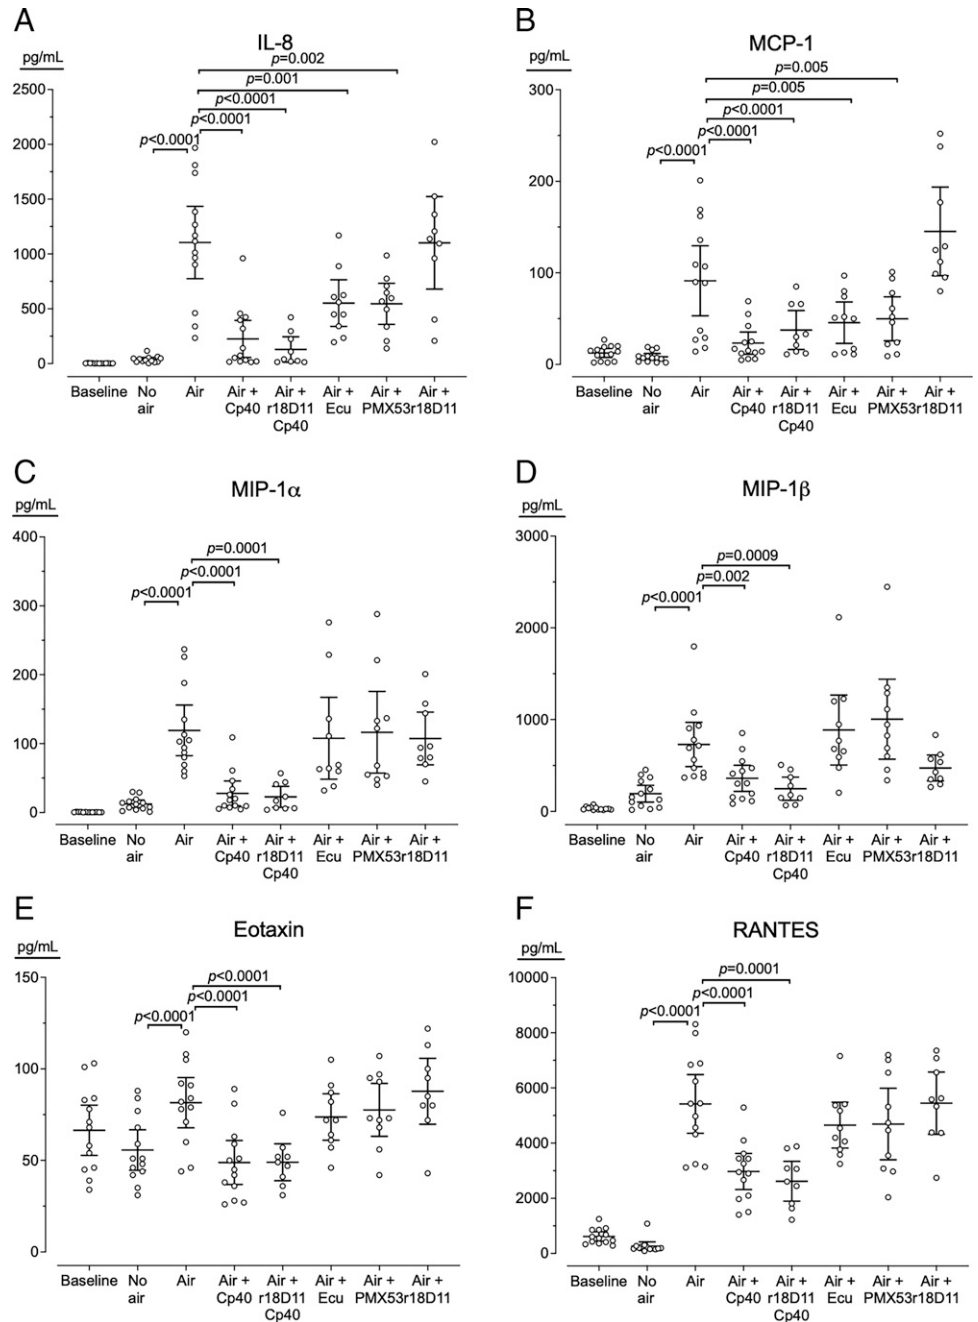 A
IL-8
pg/mL
p=0.002
p=0.001
p<0.0001
p<0.0001
p<0.0001
2500
2000
1500
1000
500
0
Baseline No air Air Air + Cp40 Air + r18D11 Cp40 Air + Ecu Air + PMX53 Air + r18D11
B
MCP-1
pg/mL
p=0.005
p=0.005
p<0.0001
p<0.0001
p<0.0001
300
200
100
0
Baseline No air Air Air + Cp40 Air + r18D11 Cp40 Air + Ecu Air + PMX53 Air + r18D11
C
MIP-1α
pg/mL
p=0.0001
p<0.0001
p<0.0001
400
300
200
100
0
Baseline No air Air Air + Cp40 Air + r18D11 Cp40 Air + Ecu Air + PMX53 Air + r18D11
D
MIP-1β
pg/mL
p=0.0009
p=0.002
p<0.0001
3000
2000
1000
0
Baseline No air Air Air + Cp40 Air + r18D11 Cp40 Air + Ecu Air + PMX53 Air + r18D11
E
Eotaxin
pg/mL
p<0.0001
p<0.0001
p<0.0001
150
100
50
0
Baseline No air Air Air + Cp40 Air + r18D11 Cp40 Air + Ecu Air + PMX53 Air + r18D11
F
RANTES
pg/mL
p=0.0001
p<0.0001
p<0.0001
10000
8000
6000
4000
2000
0
Baseline No air Air Air + Cp40 Air + r18D11 Cp40 Air + Ecu Air + PMX53 Air + r18D11